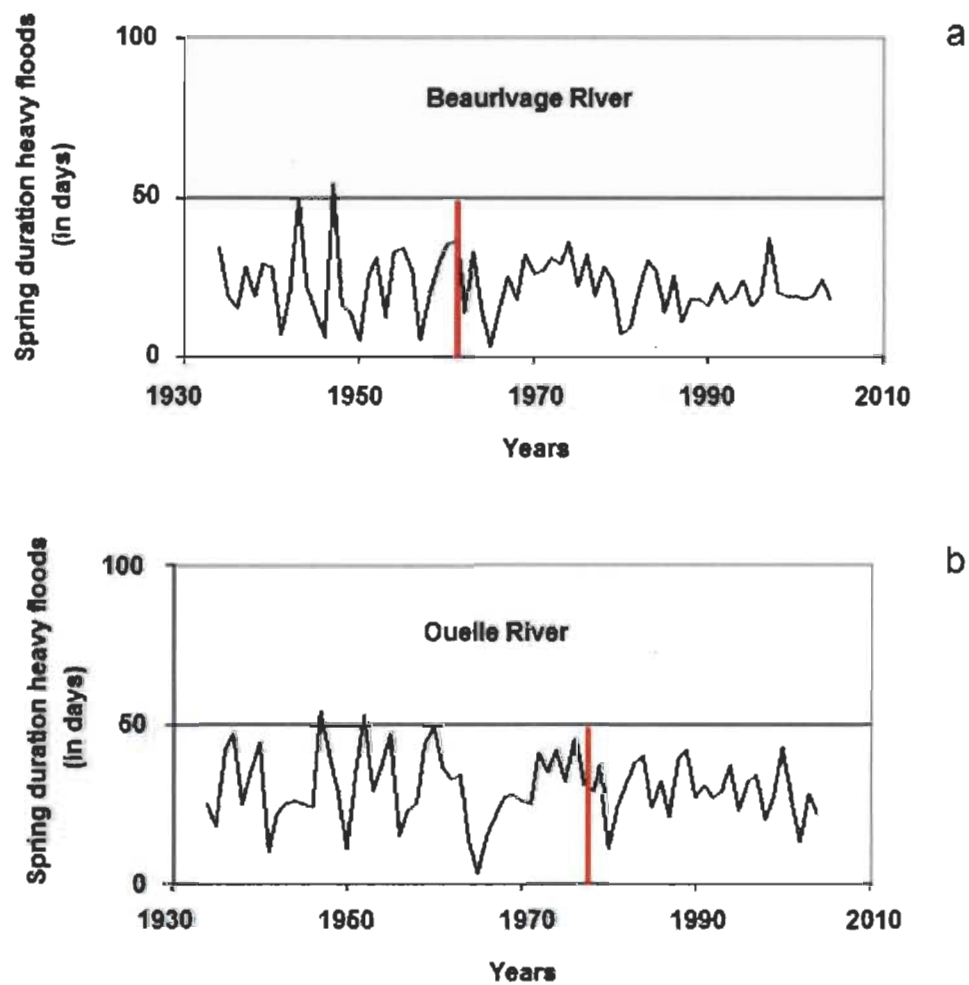 a
Spring duration heavy floods
(in days)
100
50
0
Beaurivage River
1930 1950 1970 1990 2010
Years
b
Spring duration heavy floods
(in days)
100
50
0
Ouelle River
1930 1950 1970 1990 2010
Years